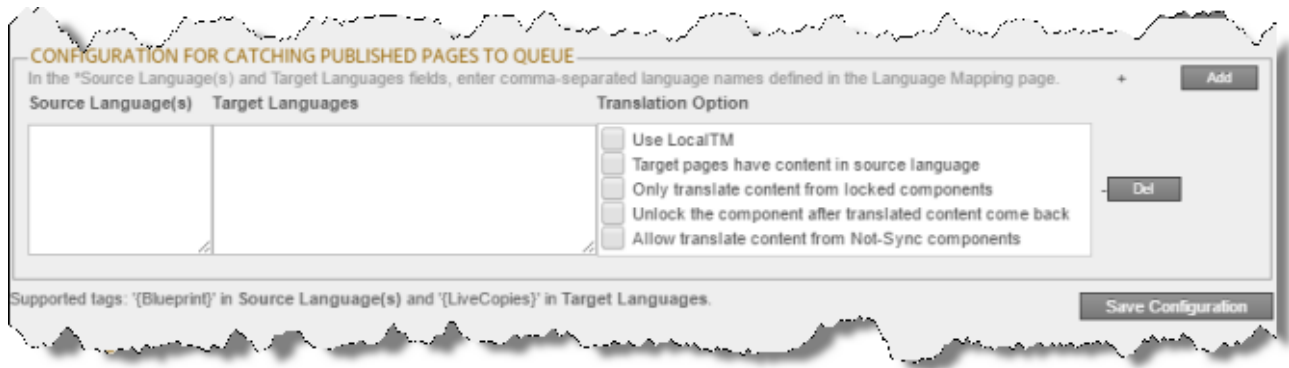 CONFIGURATION FOR CATCHING PUBLISHED PAGES TO QUEUE
In the *Source Language(s) and Target Languages fields, enter comma-separated language names defined in the Language Mapping page. + Add
Source Language(s) Target Languages Translation Option
Use LocalTM
Target pages have content in source language
Only translate content from locked components
- Del
Unlock the component after translated content come back
Allow translate content from Not-Sync components
Supported tags: '{Blueprint}' in Source Language(s) and '{LiveCopies}' in Target Languages.
Save Configuration